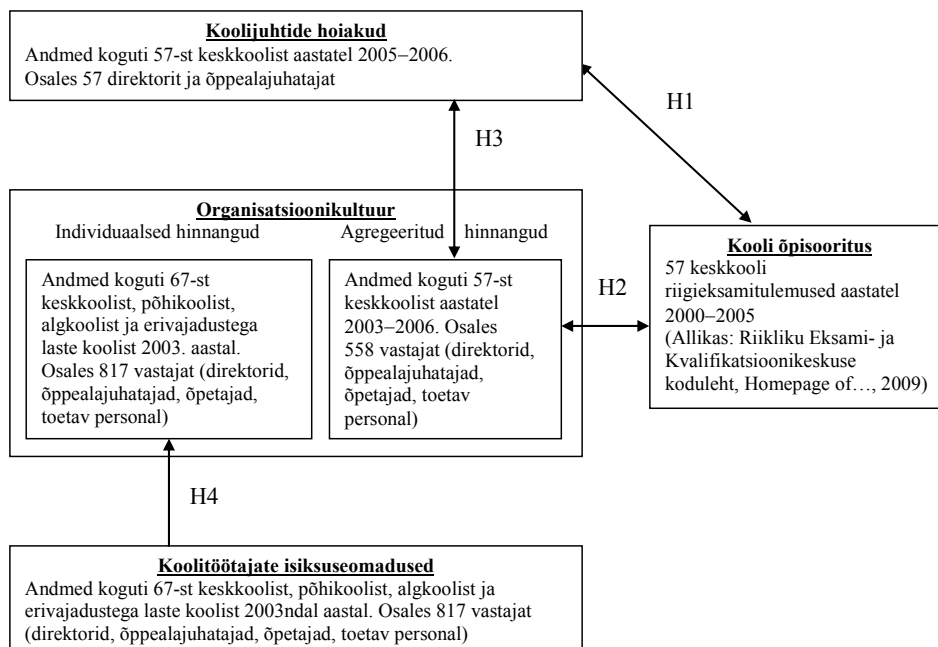 Koolijuhtide hoiakud
Andmed koguti 57-st keskkoolist aastatel 2005–2006.
Osales 57 direktorit ja õppealajuhatajat
H1
H3
Organisatsioonikultuur
Individuaalsed hinnangud
Agregeeritud hinnangud
Andmed koguti 67-st
keskkoolist, põhikoolist,
algkoolist ja erivajadustega
laste koolist 2003. aastal.
Osales 817 vastajat (direktorid,
õppealajuhatajad, õpetajad,
toetav personal)
Andmed koguti 57-st
keskkoolist aastatel
2003–2006. Osales
558 vastajat (direktorid,
õppealajuhatajad,
õpetajad, toetav
personal)
H2
Kooli õpisooritus
57 keskkooli
riigieksamitulemused aastatel
2000–2005
(Allikas: Riikliku Eksami- ja
Kvalifikatsioonikeskuse
koduleht, Homepage of…, 2009)
H4
Koolitöötajate isiksuseomadused
Andmed koguti 67-st keskkoolist, põhikoolist, algkoolist ja
erivajadustega laste koolist 2003ndal aastal. Osales 817 vastajat
(direktorid, õppealajuhatajad, õpetajad, toetav personal)